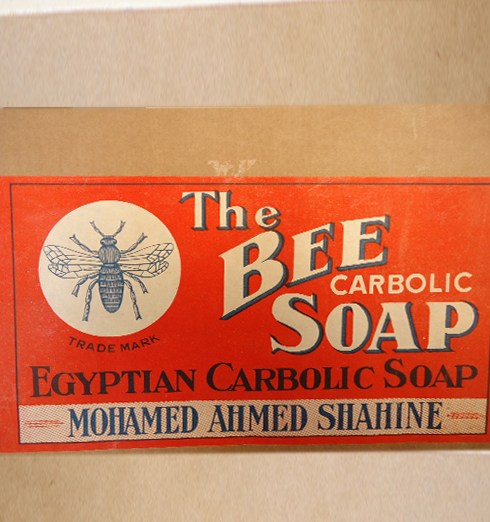 The
BEE
CARBOLIC
SOAP
TRADE MARK
EGYPTIAN CARBOLIC SOAP
MOHAMED AHMED SHAHINE